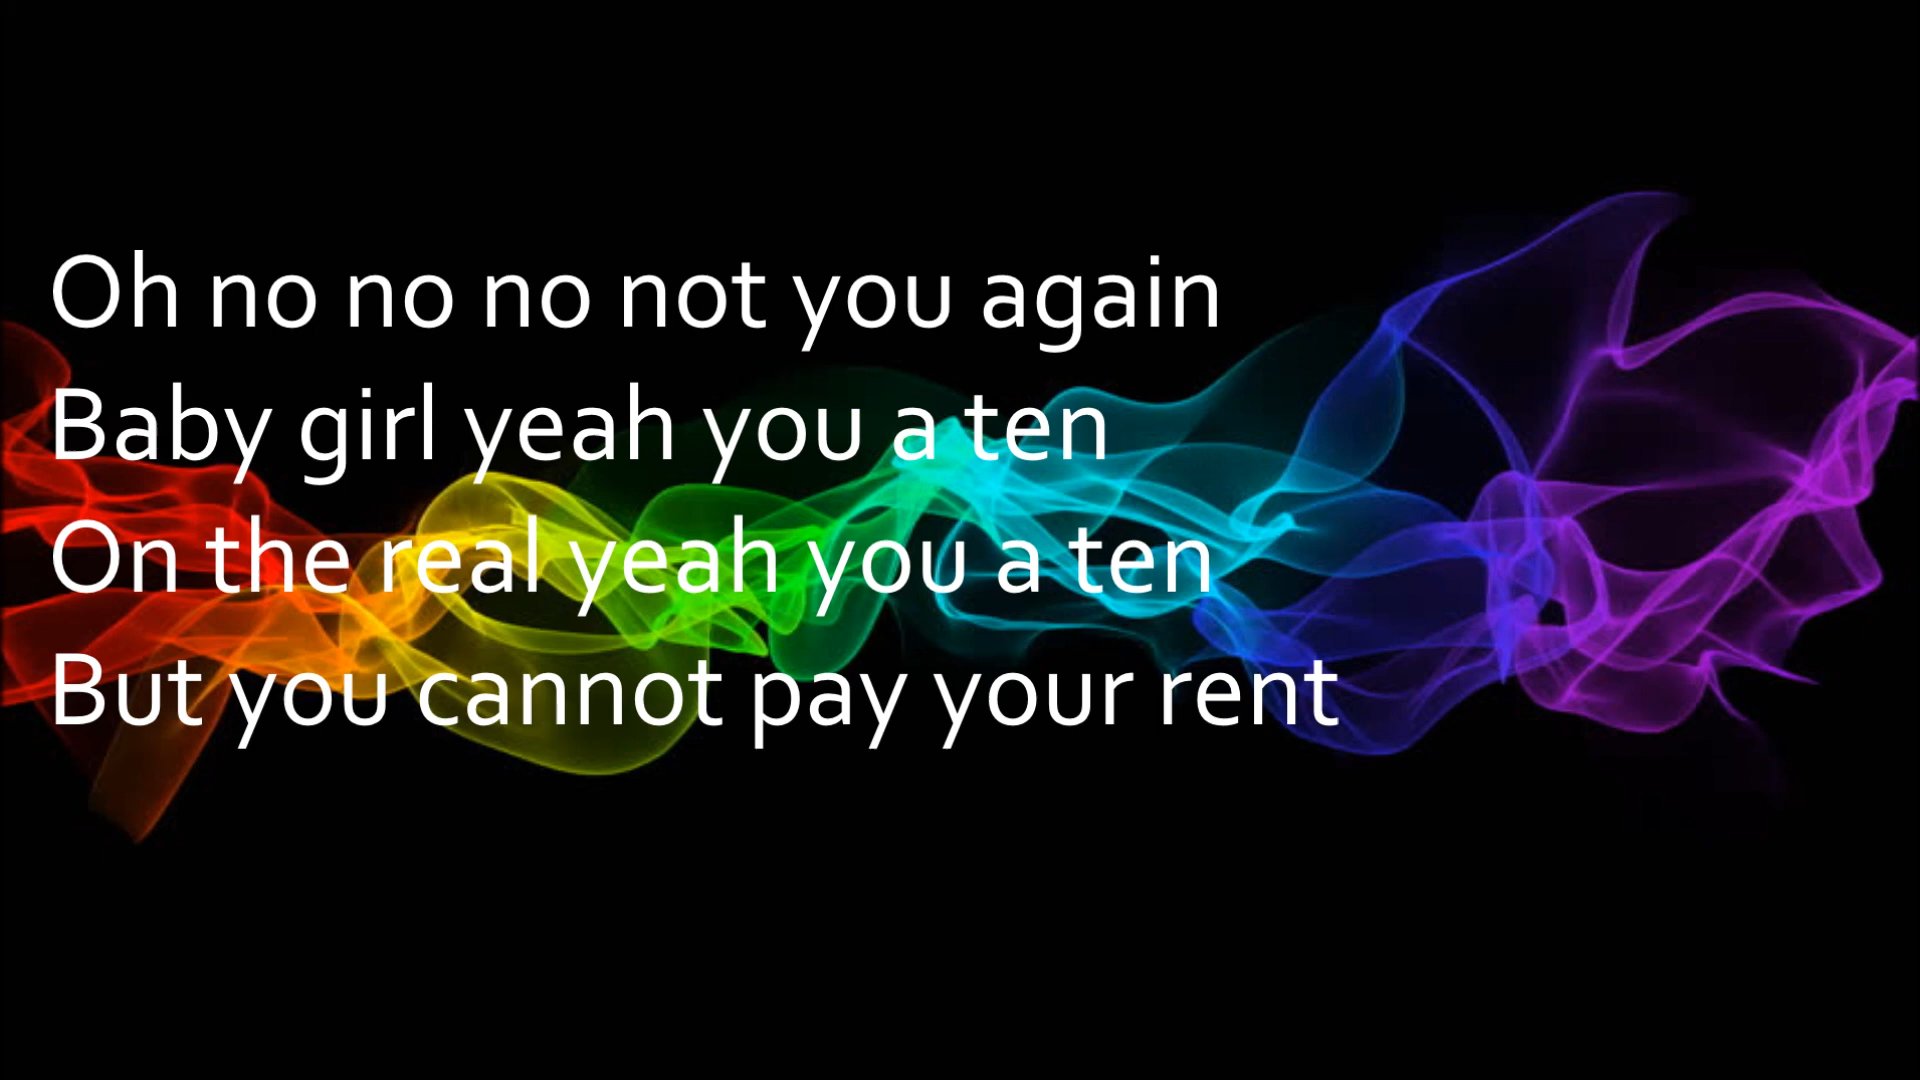 Oh no no no not you again
Baby girl yeah you a ten
On the real yeah you a ten
But you cannot pay your rent